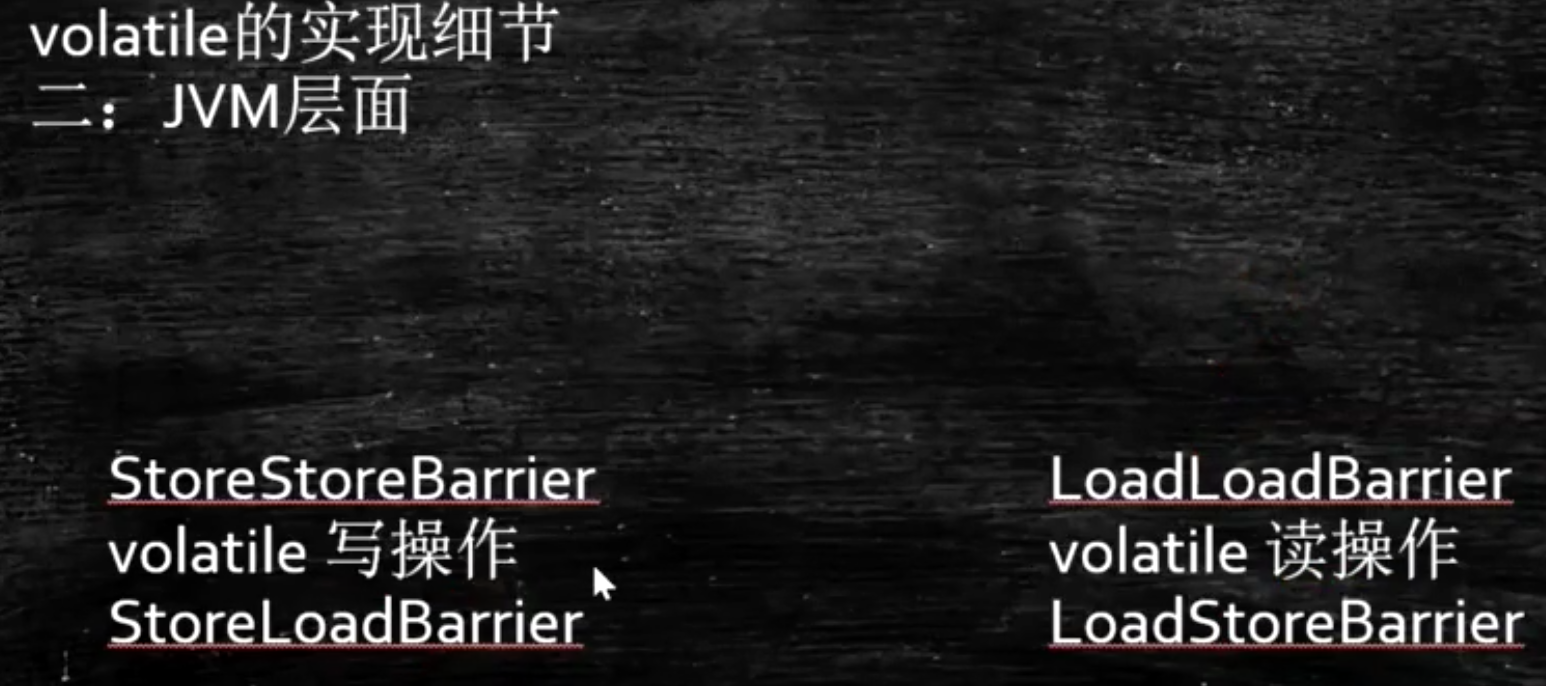 volatile的实现细节
二：JVM层面
StoreStoreBarrier
volatile 写操作
StoreLoadBarrier
LoadLoadBarrier
volatile 读操作
LoadStoreBarrier